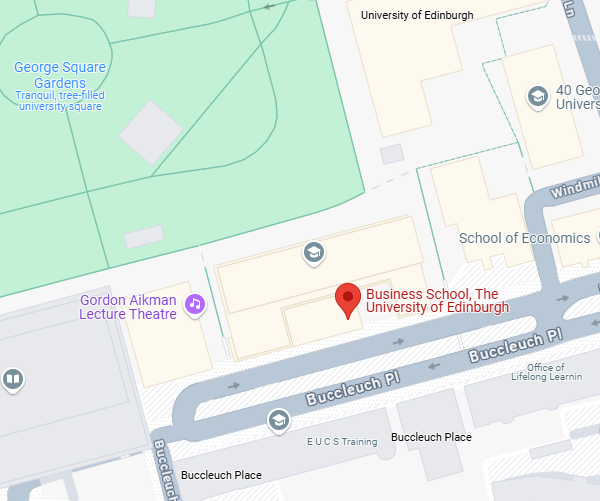 University of Edinburgh
Ln
George Square
Gardens
Tranquil, tree-filled
university square
40 Geo
Univers
Windmil
School of Economics
Business School, The
University of Edinburgh
Gordon Aikman
Lecture Theatre
Buccleuch Pl
Buccleuch Pl
Office of
Lifelong Learnin
E U C S Training
Buccleuch Place
Buccleuch Place
Buccleuch